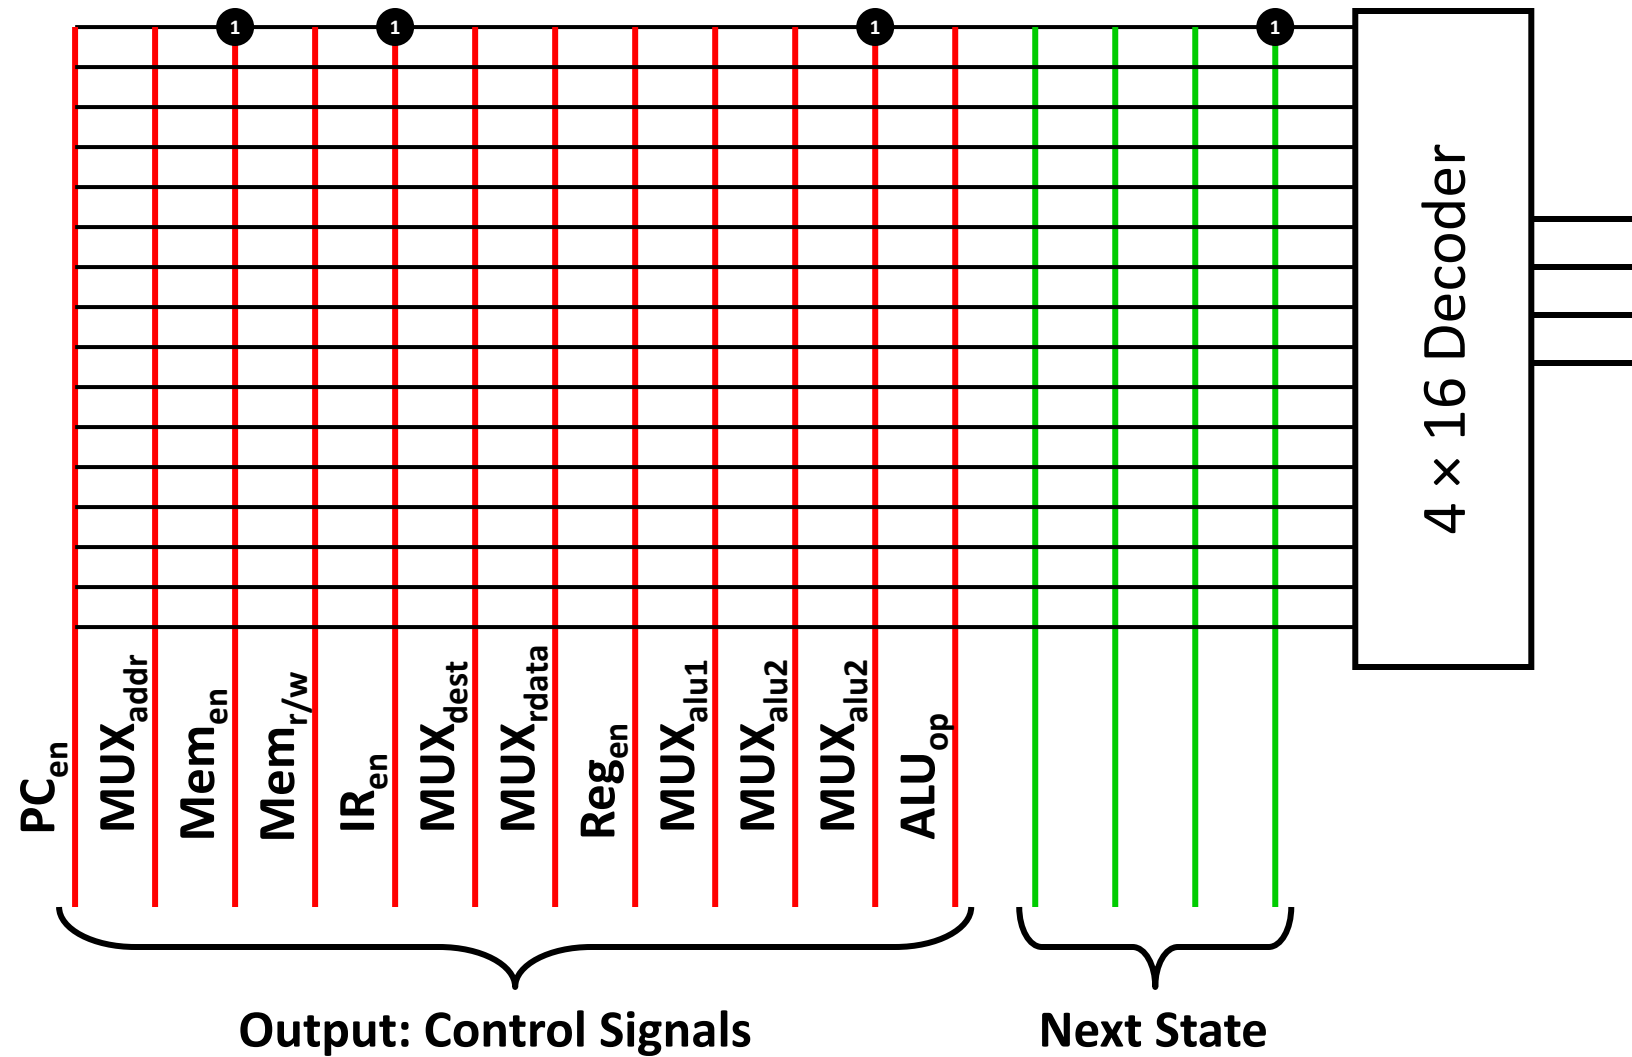 1 1 1 1
4 × 16 Decoder
PCen
MUXaddr
Memen
Memr/w
IRen
MUXdest
MUXrdata
Regen
MUXalu1
MUXalu2
MUXalu2
ALUop
Output: Control Signals
Next State